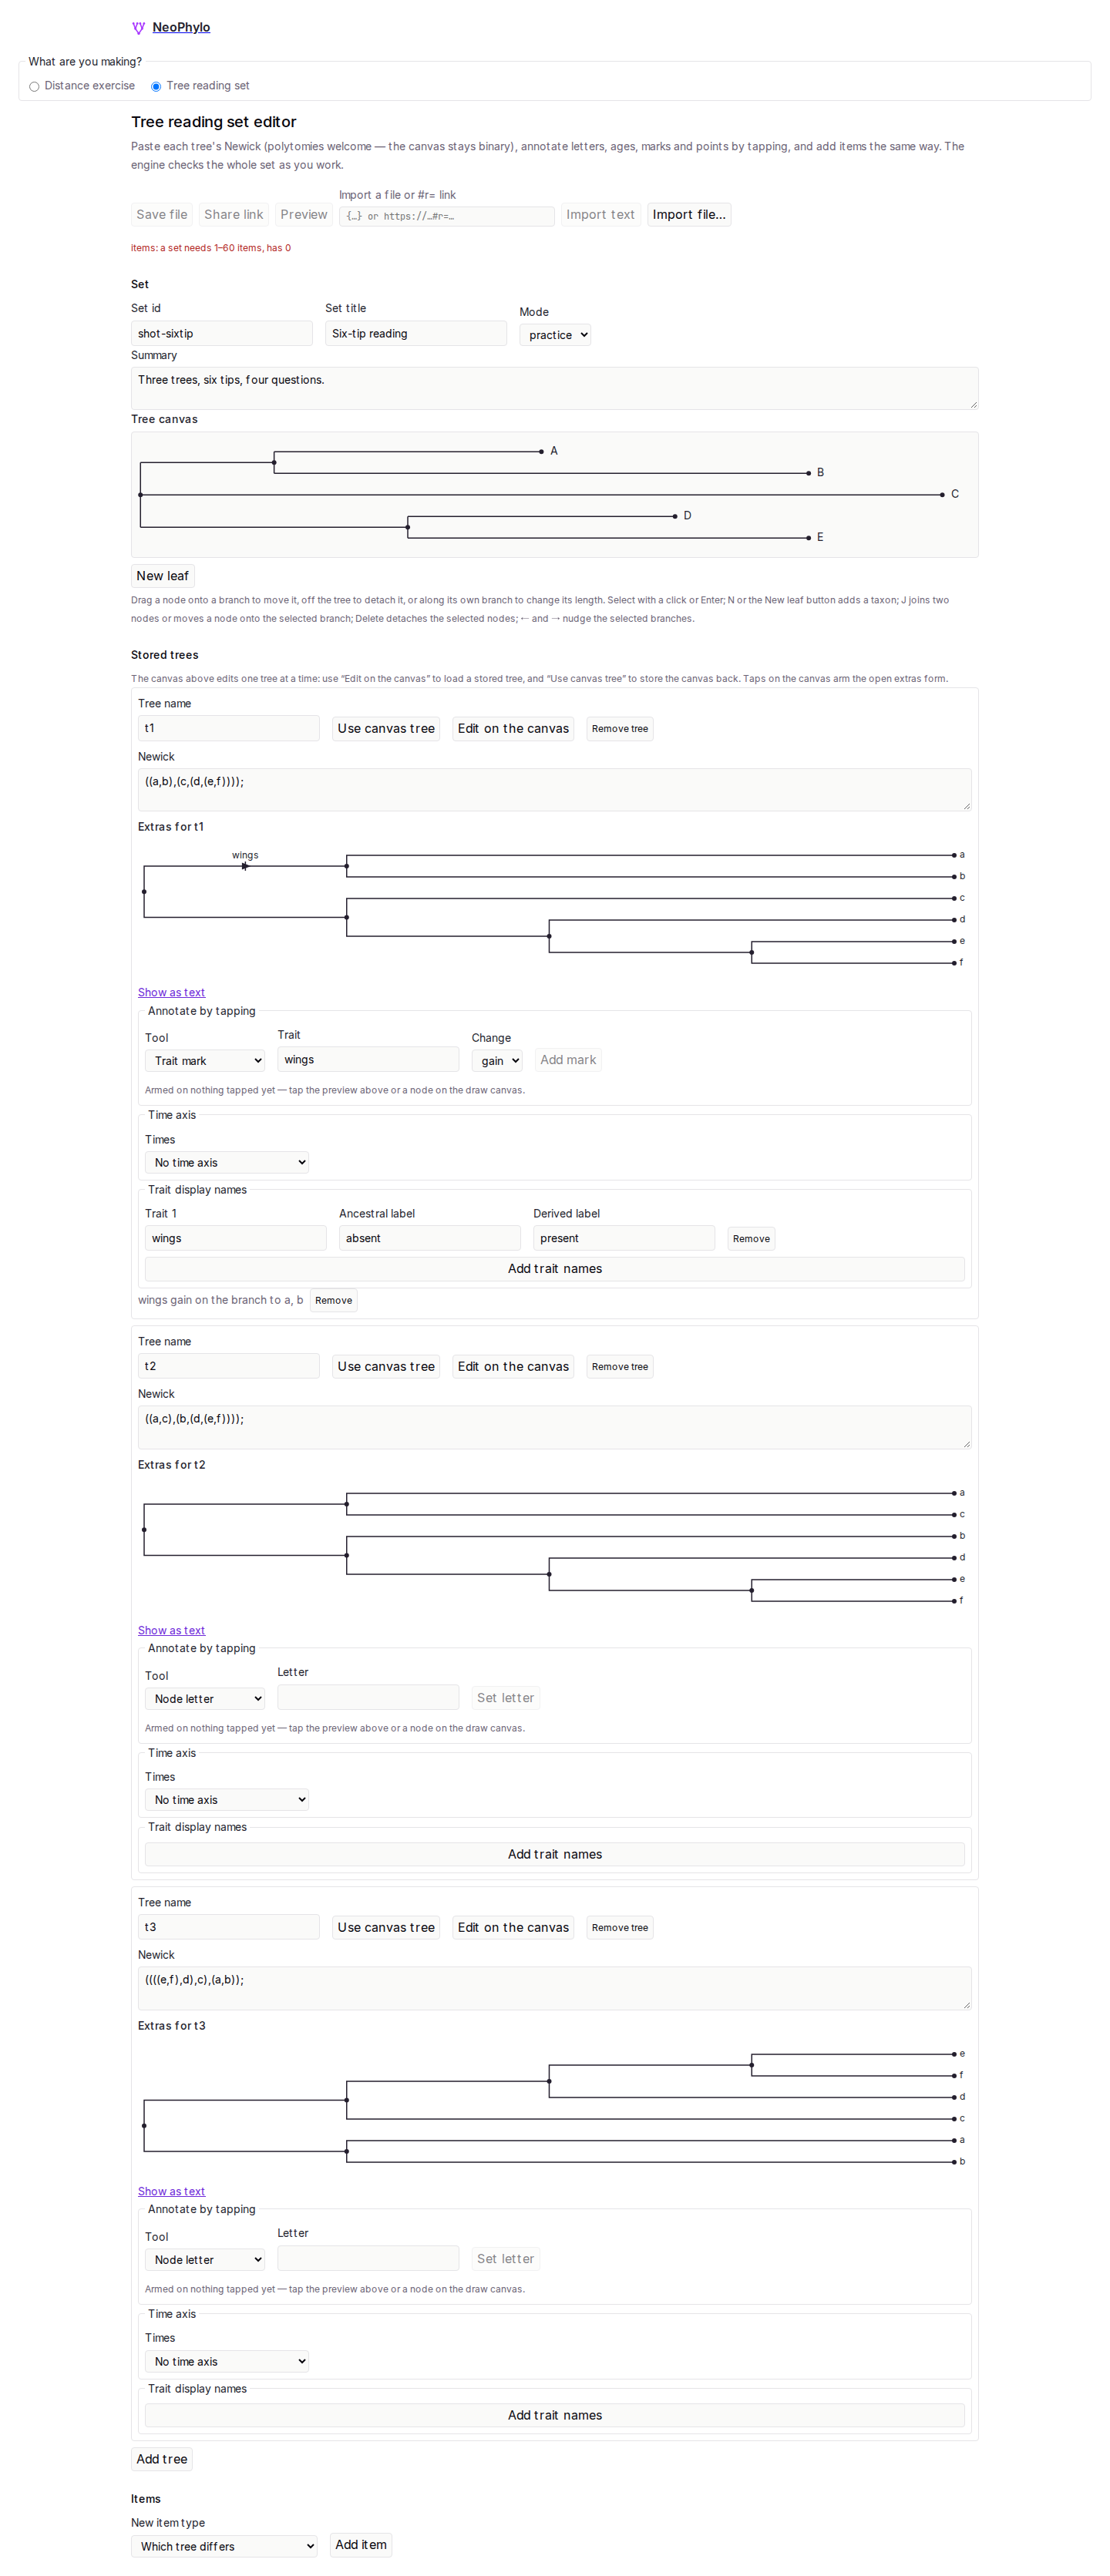 NeoPhylo
What are you making?
Distance exercise Tree reading set
Tree reading set editor
Paste each tree's Newick (polytomies welcome — the canvas stays binary), annotate letters, ages, marks and points by tapping, and add items the same way. The
engine checks the whole set as you work.
Import a file or #r= link
Save file Share link Preview {…} or https://…#r=… Import text Import file…
items: a set needs 1–60 items, has 0
Set
Set id Set title Mode
shot-sixtip Six-tip reading practice
Summary
Three trees, six tips, four questions.
Tree canvas
A
B
C
D
E
New leaf
Drag a node onto a branch to move it, off the tree to detach it, or along its own branch to change its length. Select with a click or Enter; N or the New leaf button adds a taxon; J joins two
nodes or moves a node onto the selected branch; Delete detaches the selected nodes; ← and → nudge the selected branches.
Stored trees
The canvas above edits one tree at a time: use “Edit on the canvas” to load a stored tree, and “Use canvas tree” to store the canvas back. Taps on the canvas arm the open extras form.
Tree name
t1 Use canvas tree Edit on the canvas Remove tree
Newick
((a,b),(c,(d,(e,f))));
Extras for t1
wings
a
b
c
d
e
f
Show as text
Annotate by tapping
Tool Trait Change
Trait mark wings gain Add mark
Armed on nothing tapped yet — tap the preview above or a node on the draw canvas.
Time axis
Times
No time axis
Trait display names
Trait 1 Ancestral label Derived label
wings absent present Remove
Add trait names
wings gain on the branch to a, b Remove
Tree name
t2 Use canvas tree Edit on the canvas Remove tree
Newick
((a,c),(b,(d,(e,f))));
Extras for t2
a
c
b
d
e
f
Show as text
Annotate by tapping
Tool Letter
Node letter Set letter
Armed on nothing tapped yet — tap the preview above or a node on the draw canvas.
Time axis
Times
No time axis
Trait display names
Add trait names
Tree name
t3 Use canvas tree Edit on the canvas Remove tree
Newick
((((e,f),d),c),(a,b));
Extras for t3
e
f
d
c
a
b
Show as text
Annotate by tapping
Tool Letter
Node letter Set letter
Armed on nothing tapped yet — tap the preview above or a node on the draw canvas.
Time axis
Times
No time axis
Trait display names
Add trait names
Add tree
Items
New item type
Which tree differs Add item